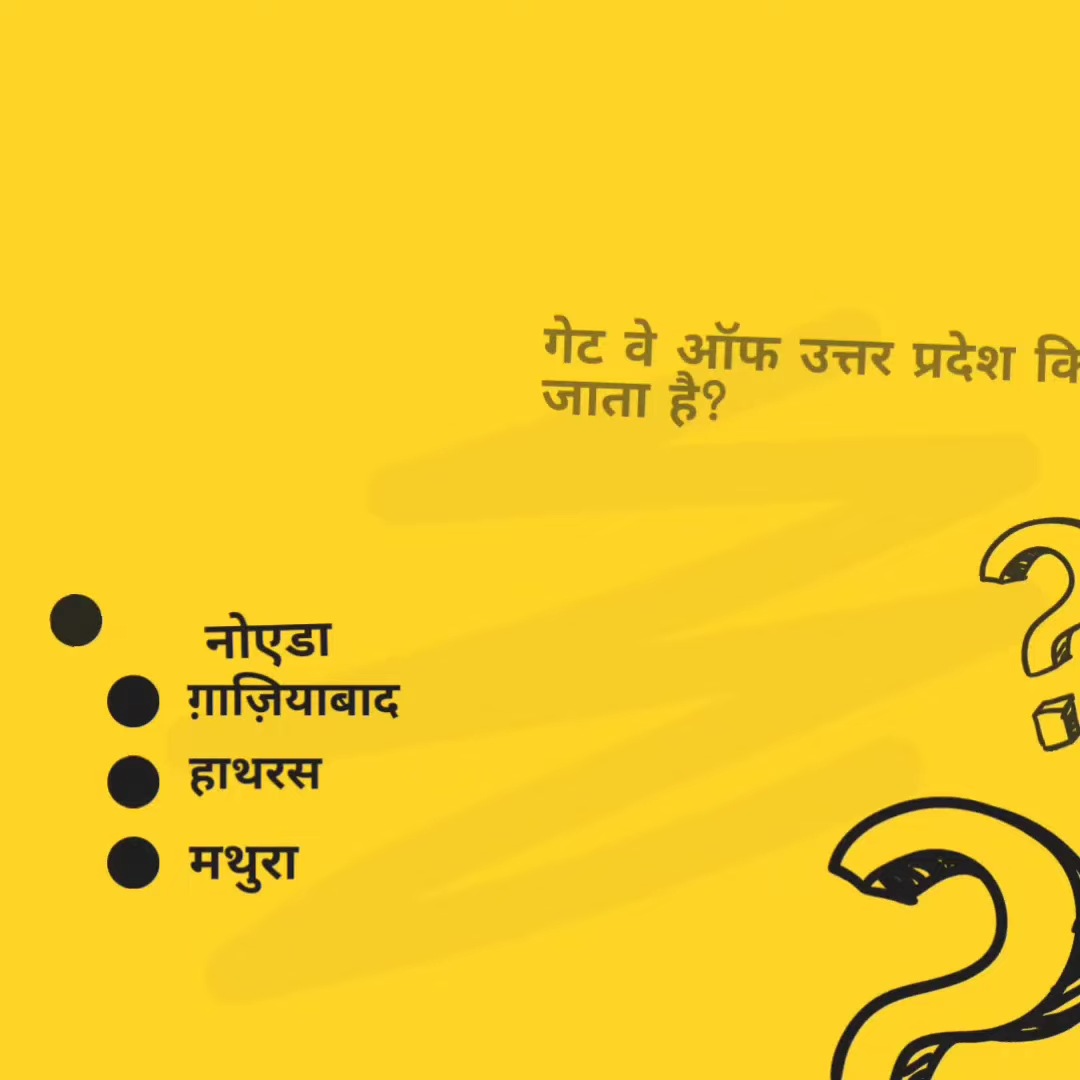 गेट वे ऑफ उत्तर प्रदेश कि
जाता है?
नोएडा
ग़ाज़ियाबाद
हाथरस
मथुरा